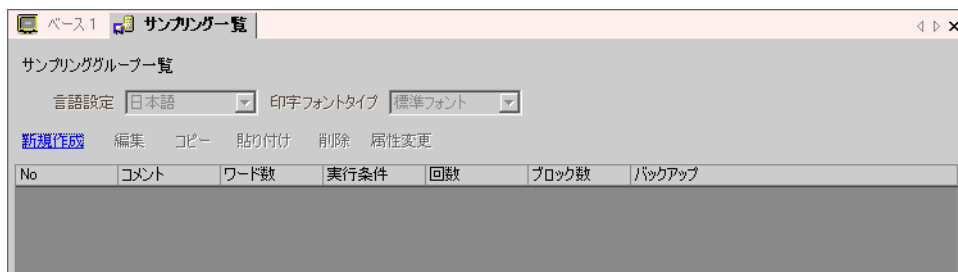 ベース 1 サンプリング一覧
サンプリンググループ一覧
言語設定 日本語 印字フォントタイプ 標準フォント
新規作成 編集 コピー 貼り付け 削除 属性変更
No コメント ワード数 実行条件 回数 ブロック数 バックアップ